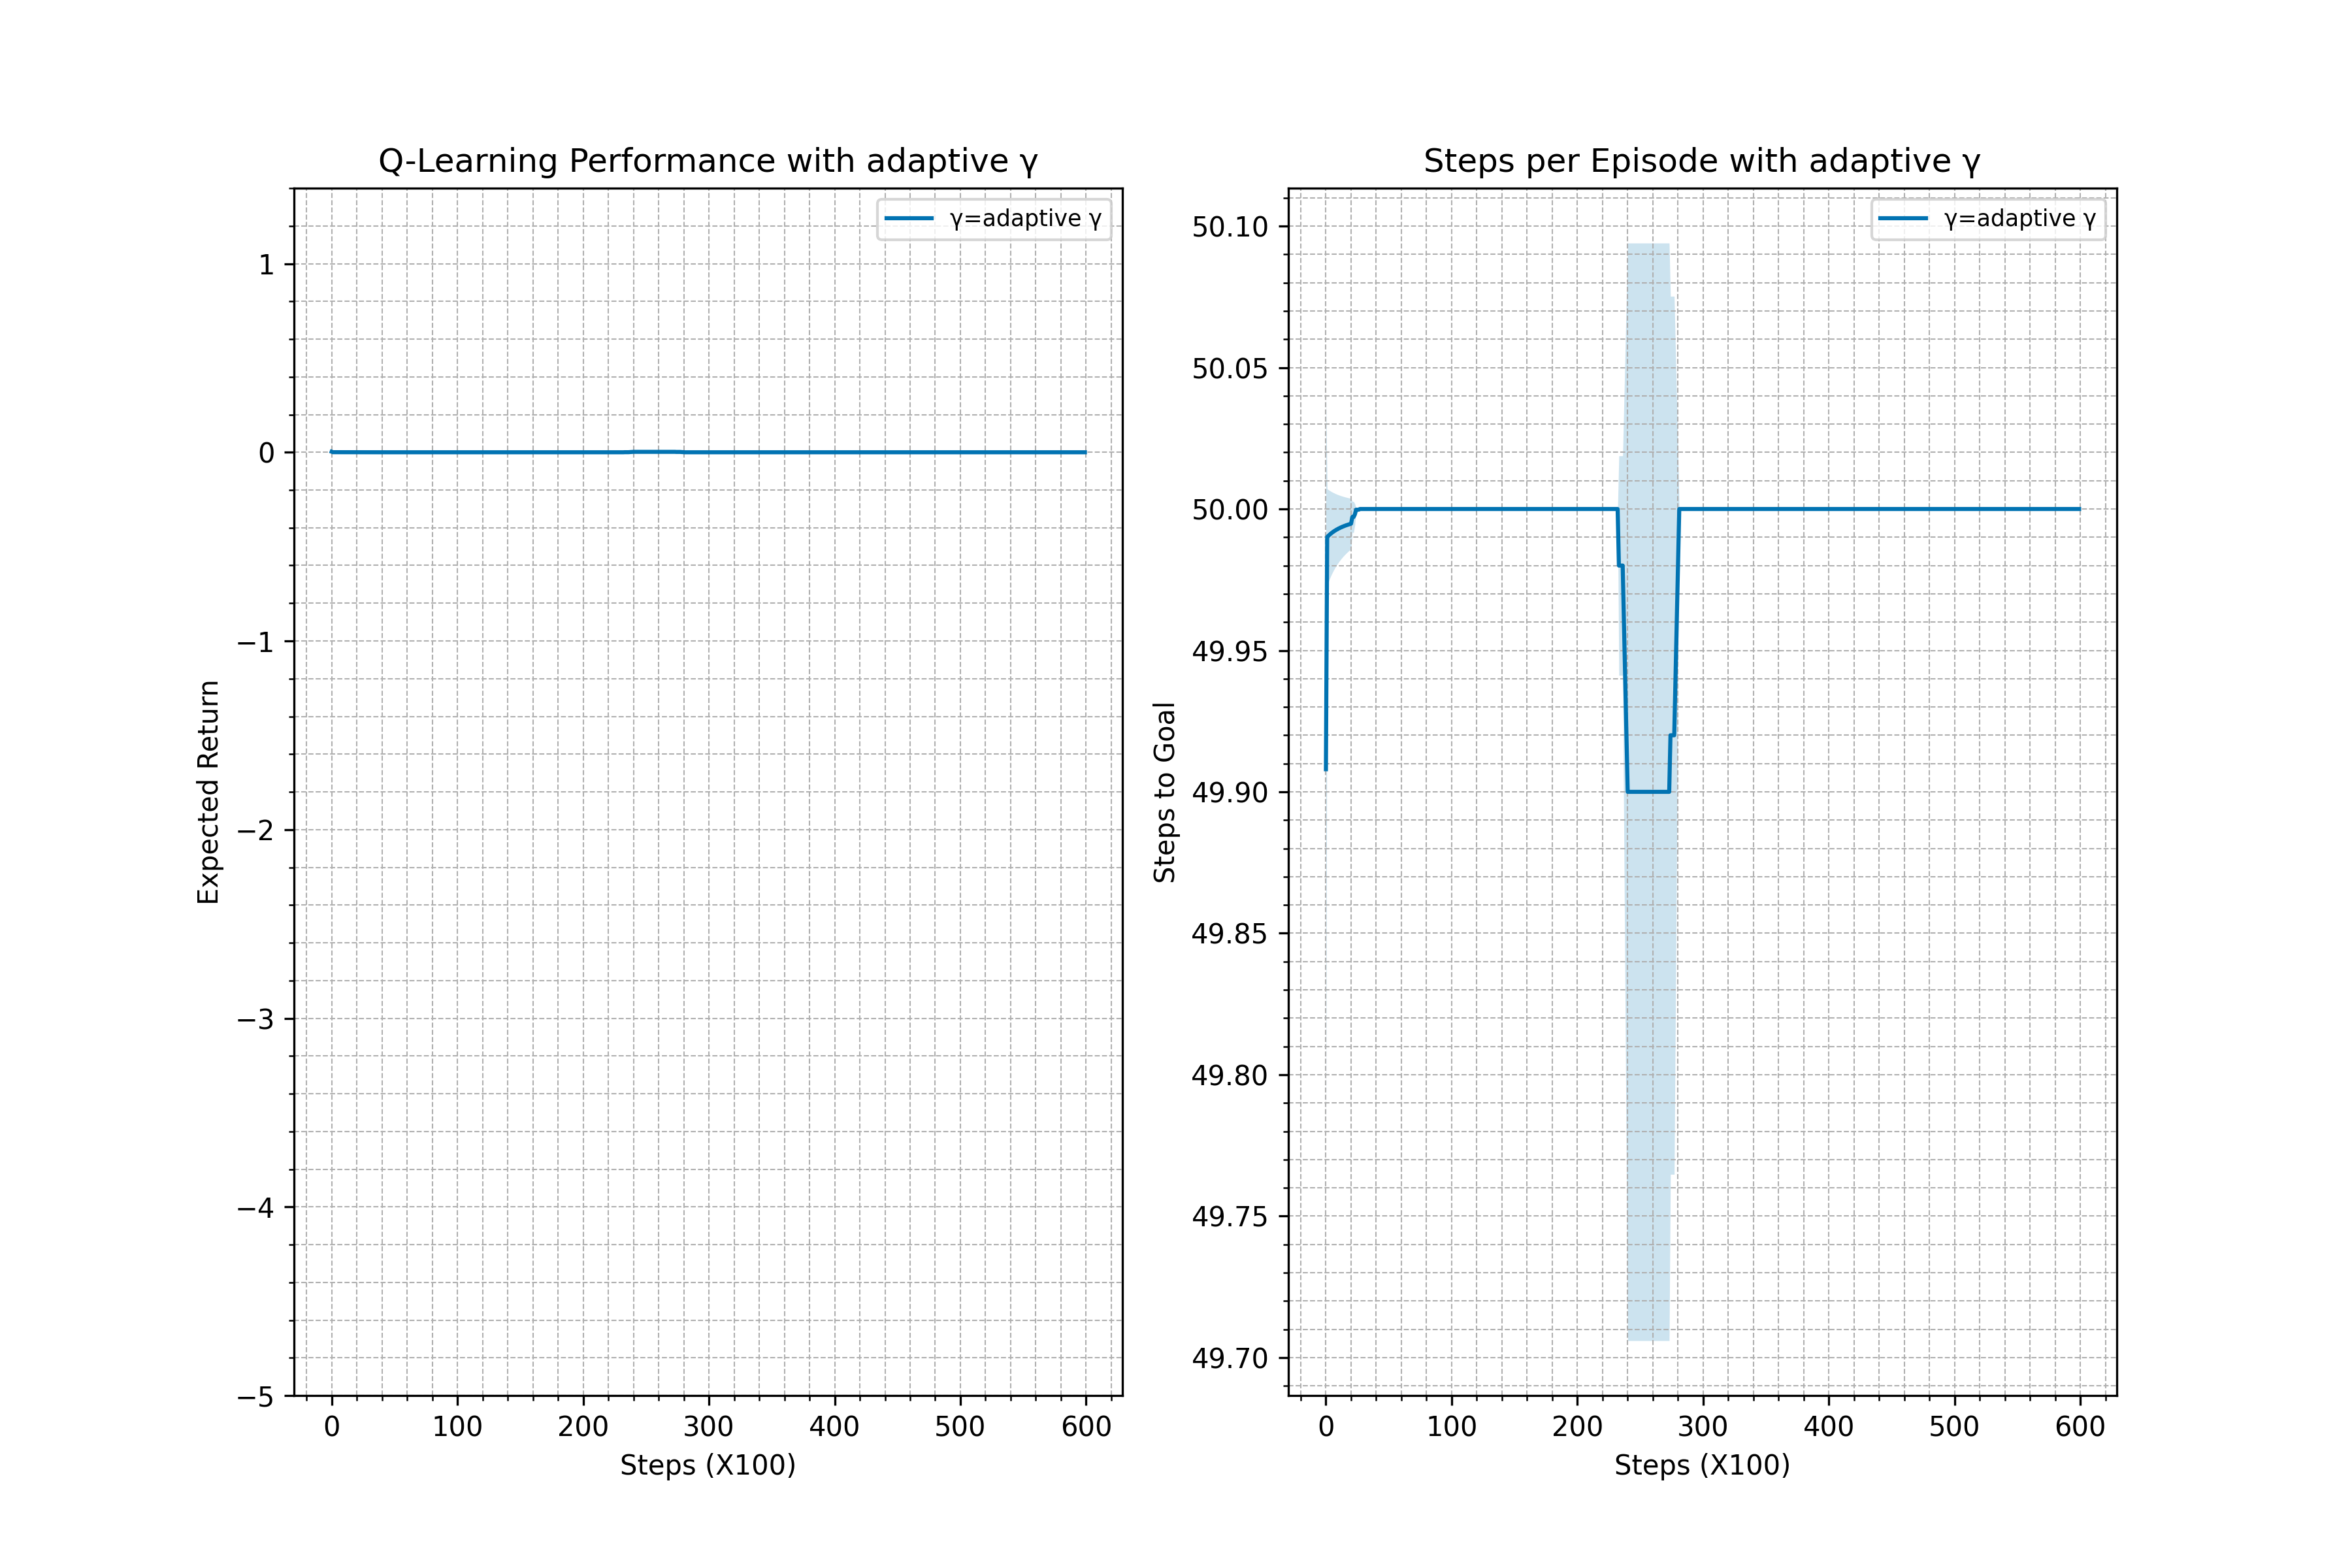 Q-Learning Performance with adaptive γ
γ=adaptive γ
1
0
−1
−2
−3
−4
−5
Expected Return
0 100 200 300 400 500 600
Steps (X100)
Steps per Episode with adaptive γ
γ=adaptive γ
50.10
50.05
50.00
49.95
49.90
49.85
49.80
49.75
49.70
Steps to Goal
0 100 200 300 400 500 600
Steps (X100)